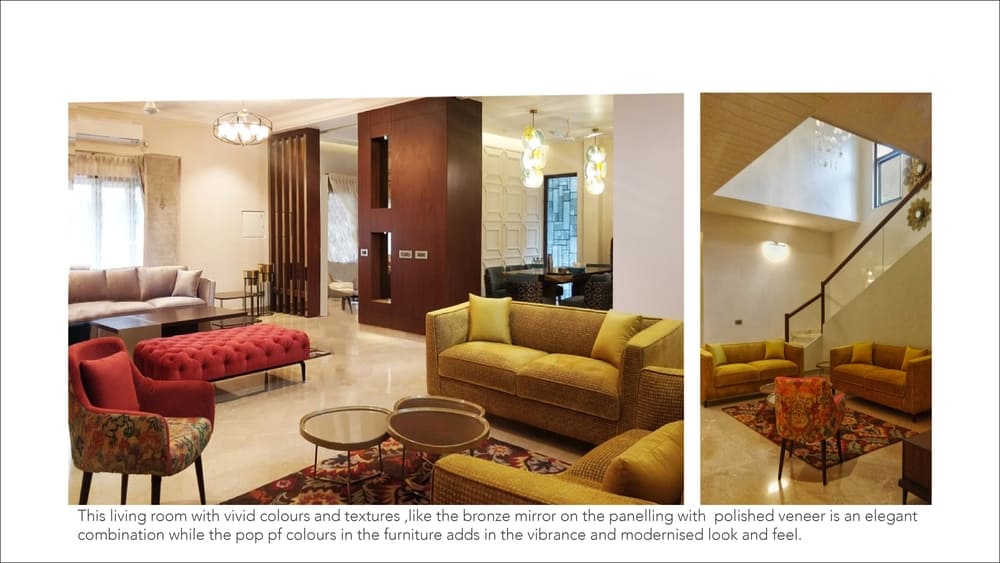 This living room with vivid colours and textures ,like the bronze mirror on the panelling with  polished veneer is an elegant
combination while the pop pf colours in the furniture adds in the vibrance and modernised look and feel.